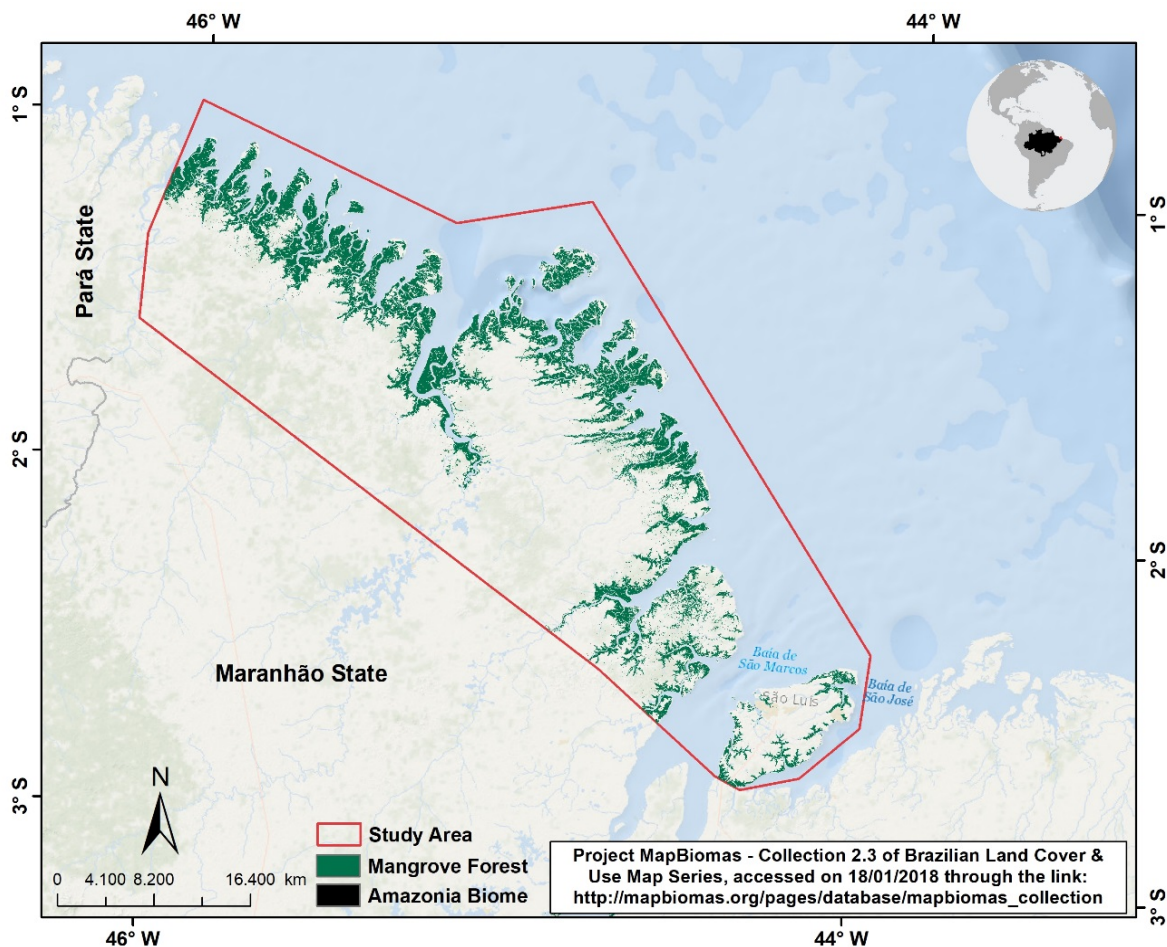 46° W
44° W
1° S
1° S
Pará State
2° S
2° S
Baía de
São Marcos
Maranhão State
São Luís
Baía de
São José
N
3° S
Study Area
Mangrove Forest
Amazonia Biome
0 4.100 8.200 16.400 km
Project MapBiomas - Collection 2.3 of Brazilian Land Cover &
Use Map Series, accessed on 18/01/2018 through the link:
http://mapbiomas.org/pages/database/mapbiomas_collection
3° S
46° W
44° W